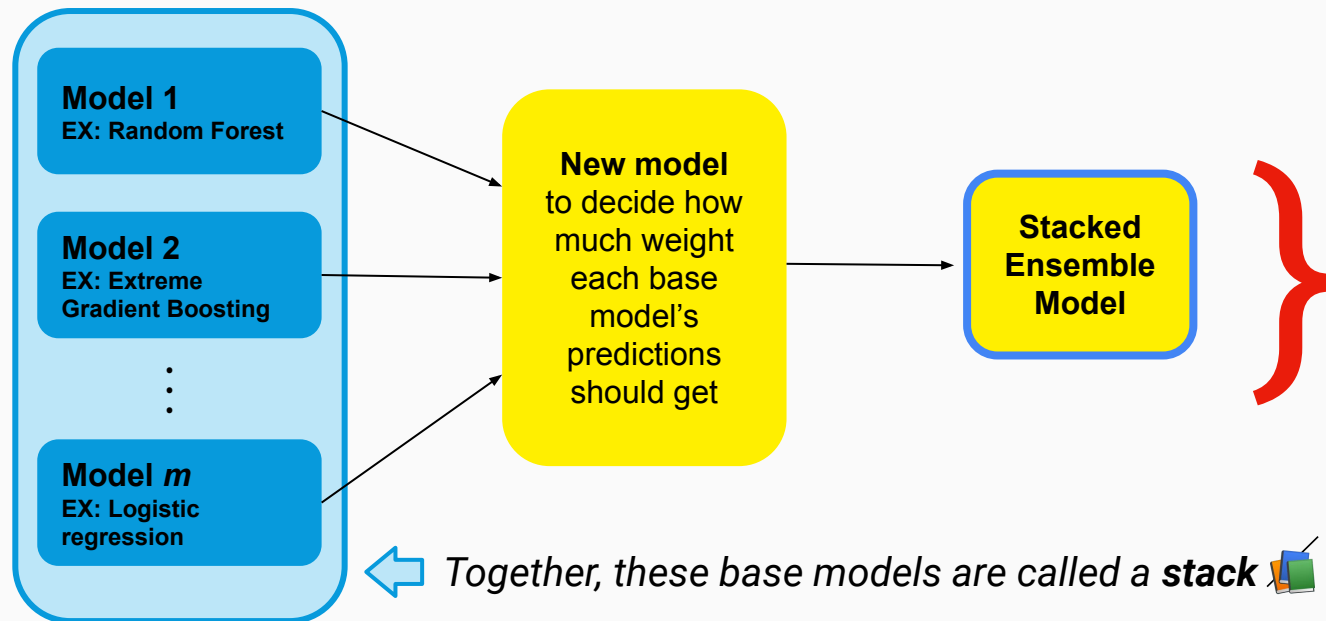 Model 1
EX: Random Forest
Model 2
EX: Extreme
Gradient Boosting
Model m
EX: Logistic
regression
New model
to decide how
much weight
each base
model’s
predictions
should get
Stacked
Ensemble
Model
Together, these base models are called a stack